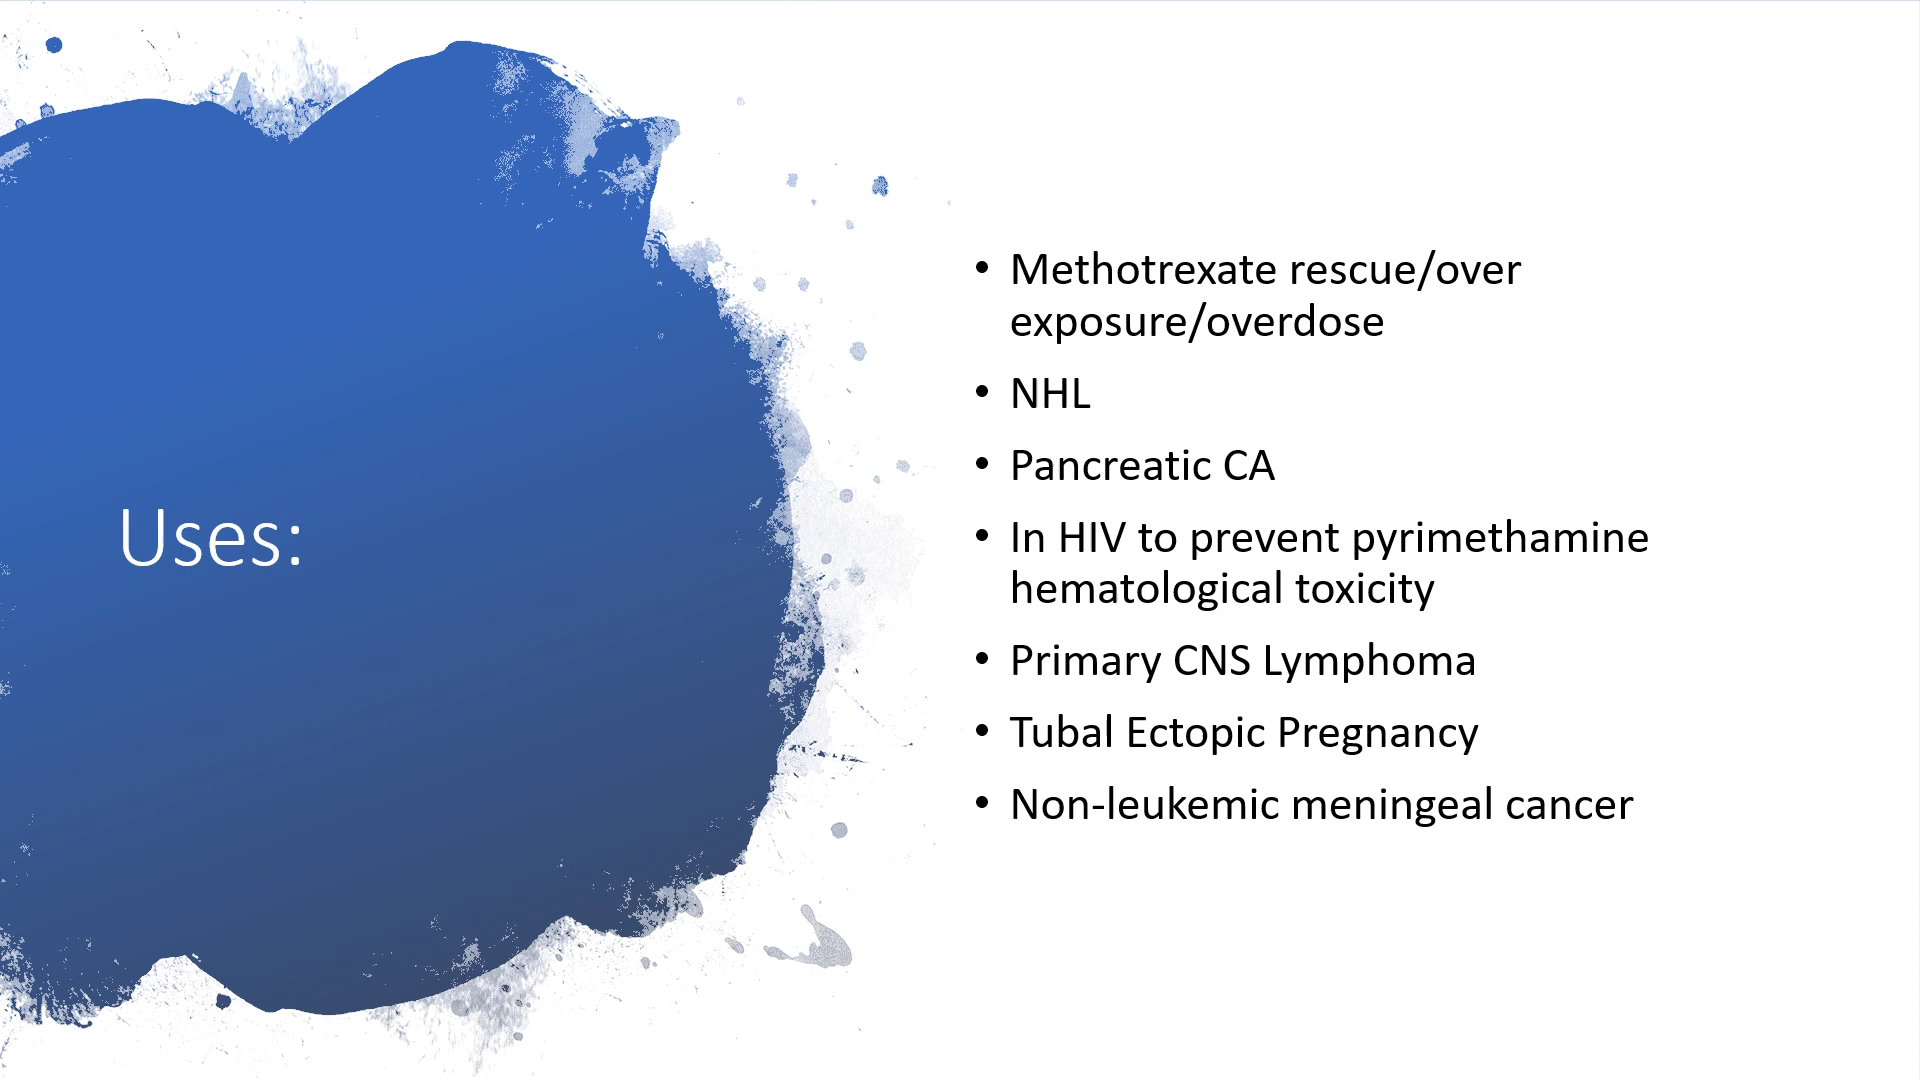 Uses:
• Methotrexate rescue/over
exposure/overdose
• NHL
• Pancreatic CA
• In HIV to prevent pyrimethamine
hematological toxicity
• Primary CNS Lymphoma
• Tubal Ectopic Pregnancy
• Non-leukemic meningeal cancer